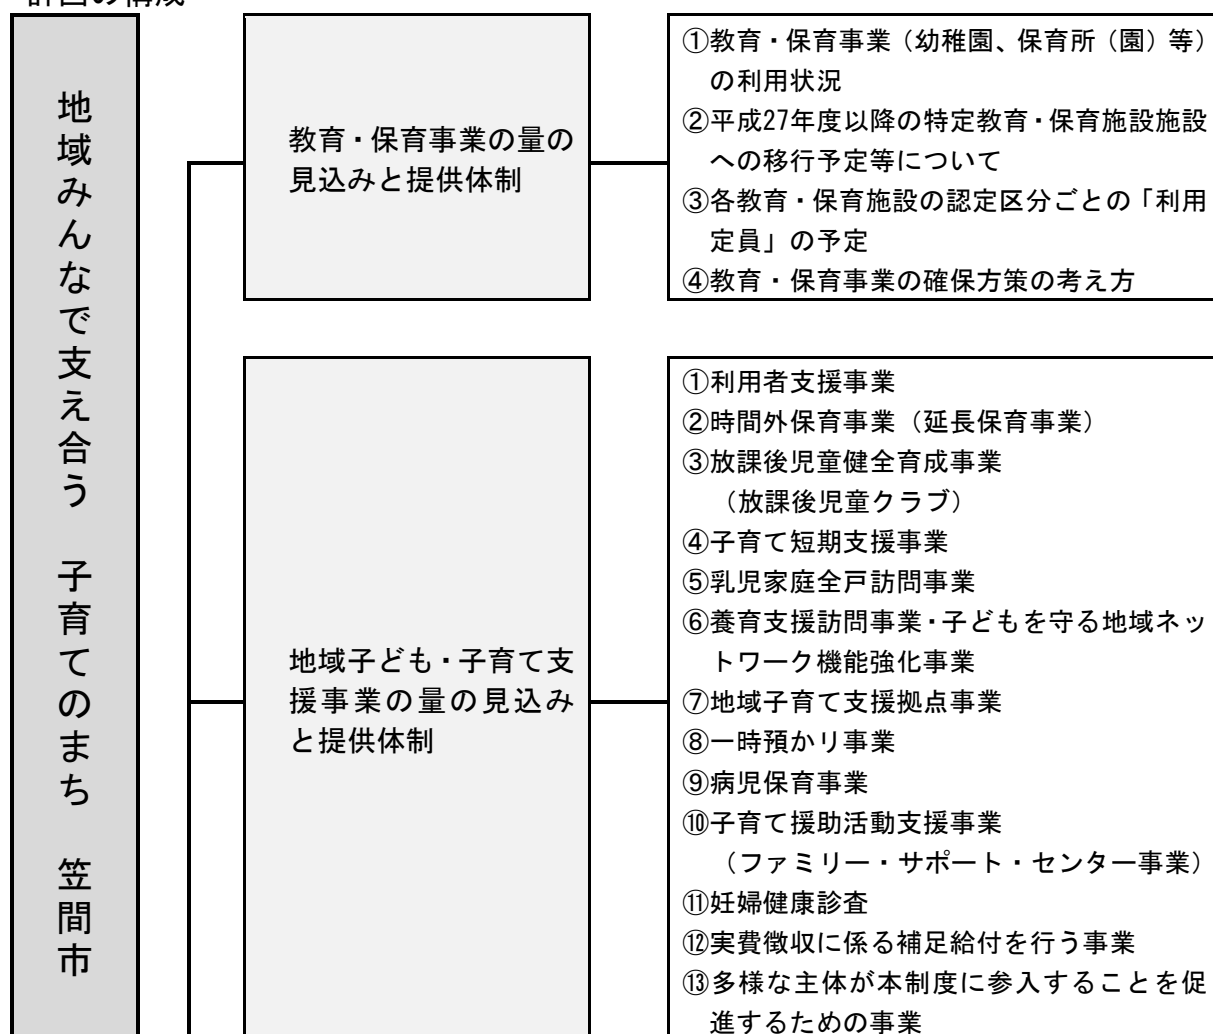 計画の構成
地域みんなで支え合う　子育てのまち　笠間市
教育・保育事業の量の
見込みと提供体制
①教育・保育事業（幼稚園、保育所（園）等）
の利用状況
②平成27年度以降の特定教育・保育施設施設
への移行予定等について
③各教育・保育施設の認定区分ごとの「利用
定員」の予定
④教育・保育事業の確保方策の考え方
地域子ども・子育て支
援事業の量の見込み
と提供体制
①利用者支援事業
②時間外保育事業（延長保育事業）
③放課後児童健全育成事業
（放課後児童クラブ）
④子育て短期支援事業
⑤乳児家庭全戸訪問事業
⑥養育支援訪問事業・子どもを守る地域ネッ
トワーク機能強化事業
⑦地域子育て支援拠点事業
⑧一時預かり事業
⑨病児保育事業
⑩子育て援助活動支援事業
（ファミリー・サポート・センター事業）
⑪妊婦健康診査
⑫実費徴収に係る補足給付を行う事業
⑬多様な主体が本制度に参入することを促
進するための事業